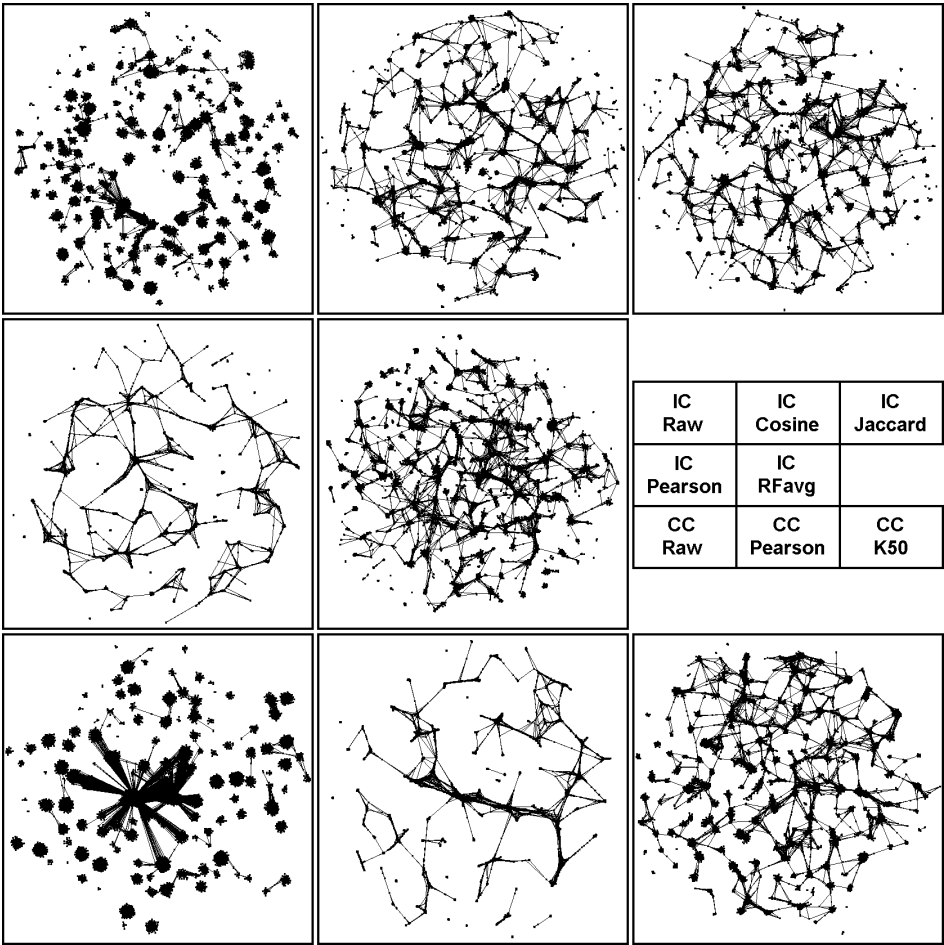 IC
Raw
IC
Cosine
IC
Jaccard
IC
Pearson
IC
RFavg
CC
Raw
CC
Pearson
CC
K50